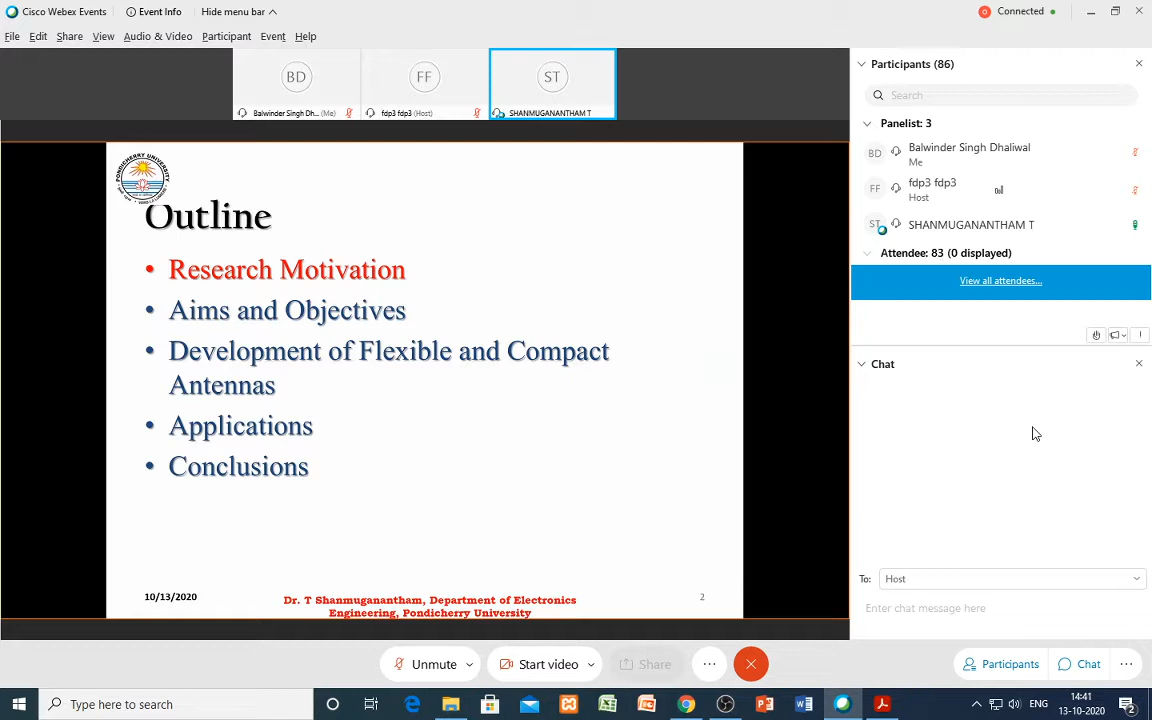 Cisco Webex Events
Event Info
Hide menu bar
Connected
File Edit Share View Audio & Video Participant Event Help
BD
FF
ST
Balwinder Singh Dh... (Me)
fdp3 fdp3 (Host)
SHANMUGANANTHAM T
PONDICHERRY UNIVERSITY
Outline
• Research Motivation
• Aims and Objectives
• Development of Flexible and Compact
Antennas
• Applications
• Conclusions
10/13/2020
Dr. T Shanmuganantham, Department of Electronics
Engineering, Pondicherry University
2
Participants (86)
Search
Panelist: 3
BD
Balwinder Singh Dhaliwal
Me
FF
fdp3 fdp3
Host
ST
SHANMUGANANTHAM T
Attendee: 83 (0 displayed)
View all attendees...
Chat
To:
Host
Enter chat message here
Unmute
Start video
Share
Participants
Chat
Type here to search
ENG
14:41
13-10-2020
2